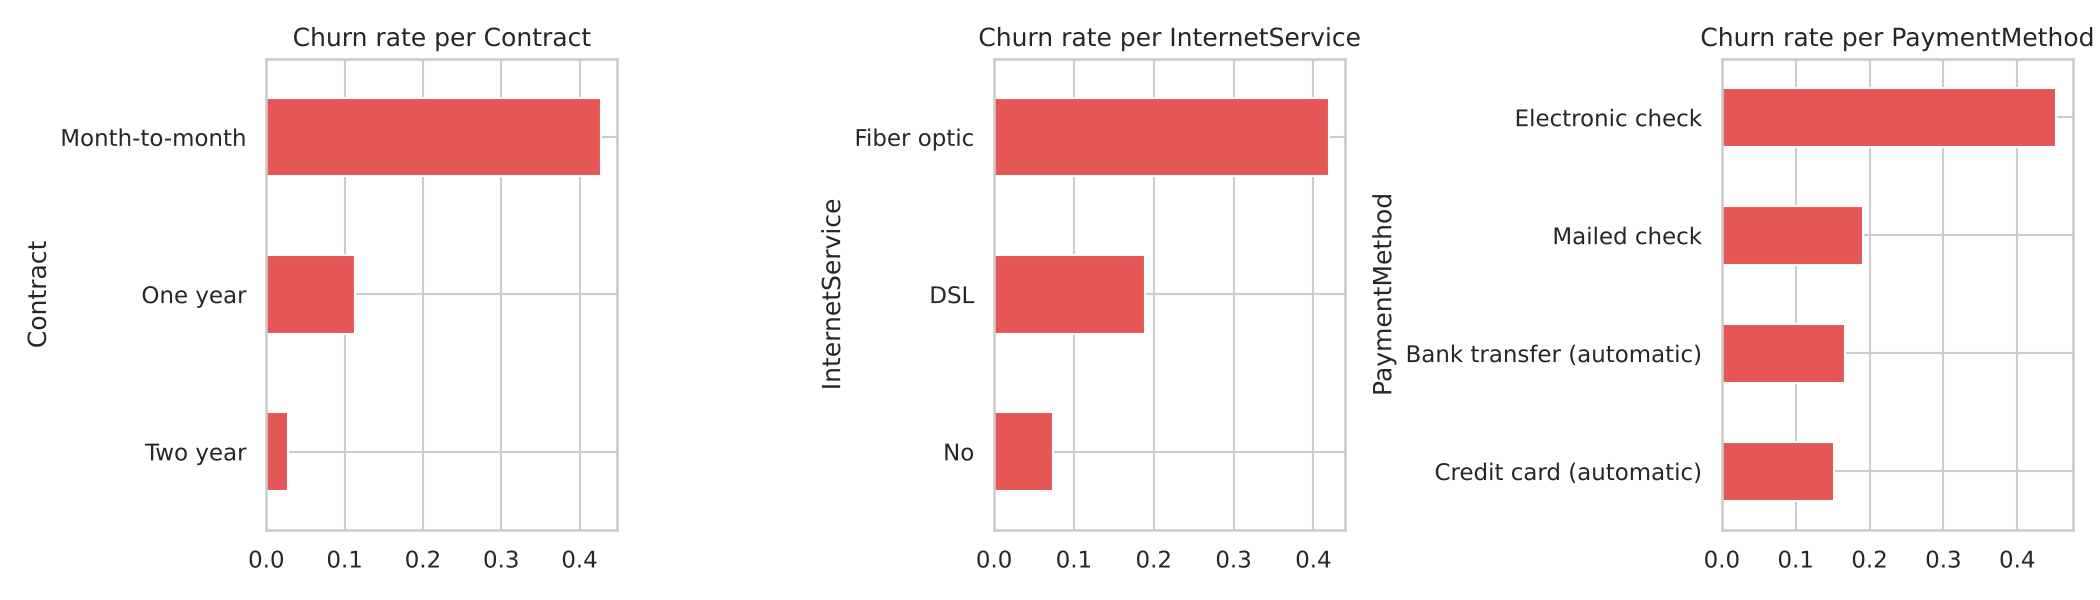 Churn rate per Contract
Contract
Month-to-month
One year
Two year
0.0 0.1 0.2 0.3 0.4
Churn rate per InternetService
InternetService
Fiber optic
DSL
No
0.0 0.1 0.2 0.3 0.4
Churn rate per PaymentMethod
PaymentMethod
Electronic check
Mailed check
Bank transfer (automatic)
Credit card (automatic)
0.0 0.1 0.2 0.3 0.4